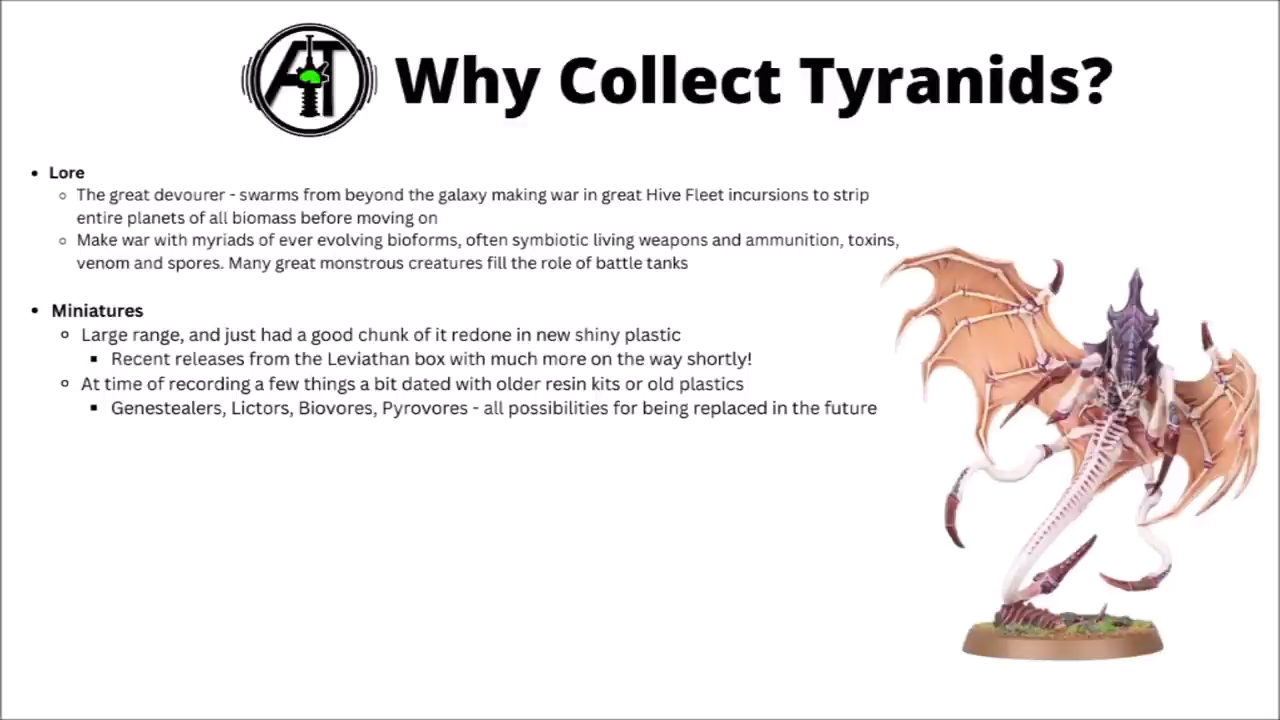 AT
Why Collect Tyranids?
• Lore
○ The great devourer - swarms from beyond the galaxy making war in great Hive Fleet incursions to strip
entire planets of all biomass before moving on
○ Make war with myriads of ever evolving bioforms, often symbiotic living weapons and ammunition, toxins,
venom and spores. Many great monstrous creatures fill the role of battle tanks
• Miniatures
○ Large range, and just had a good chunk of it redone in new shiny plastic
▪ Recent releases from the Leviathan box with much more on the way shortly!
○ At time of recording a few things a bit dated with older resin kits or old plastics
▪ Genestealers, Lictors, Biovores, Pyrovores - all possibilities for being replaced in the future